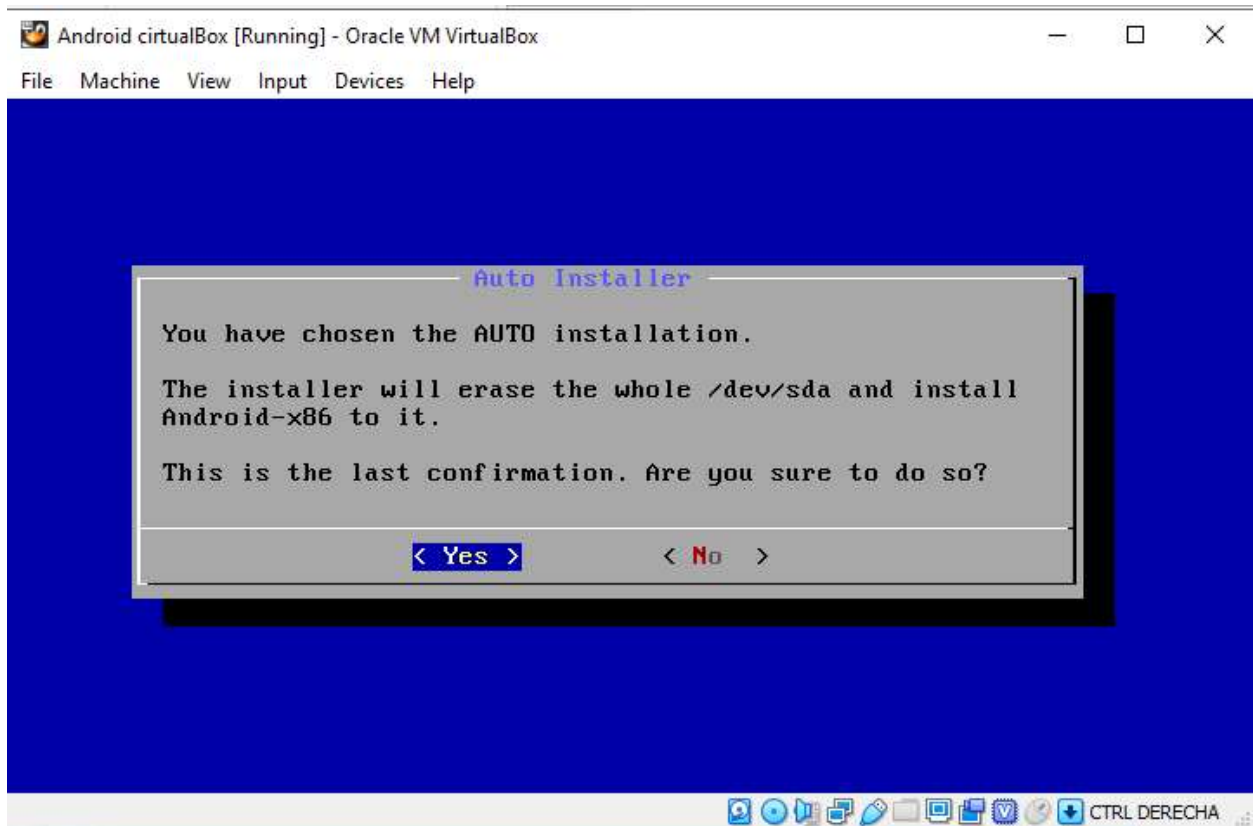 Android cirtualBox [Running] - Oracle VM VirtualBox
File Machine View Input Devices Help
Auto Installer
You have chosen the AUTO installation.
The installer will erase the whole /dev/sda and install
Android-x86 to it.
This is the last confirmation. Are you sure to do so?
< Yes > < No >
CTRL DERECHA